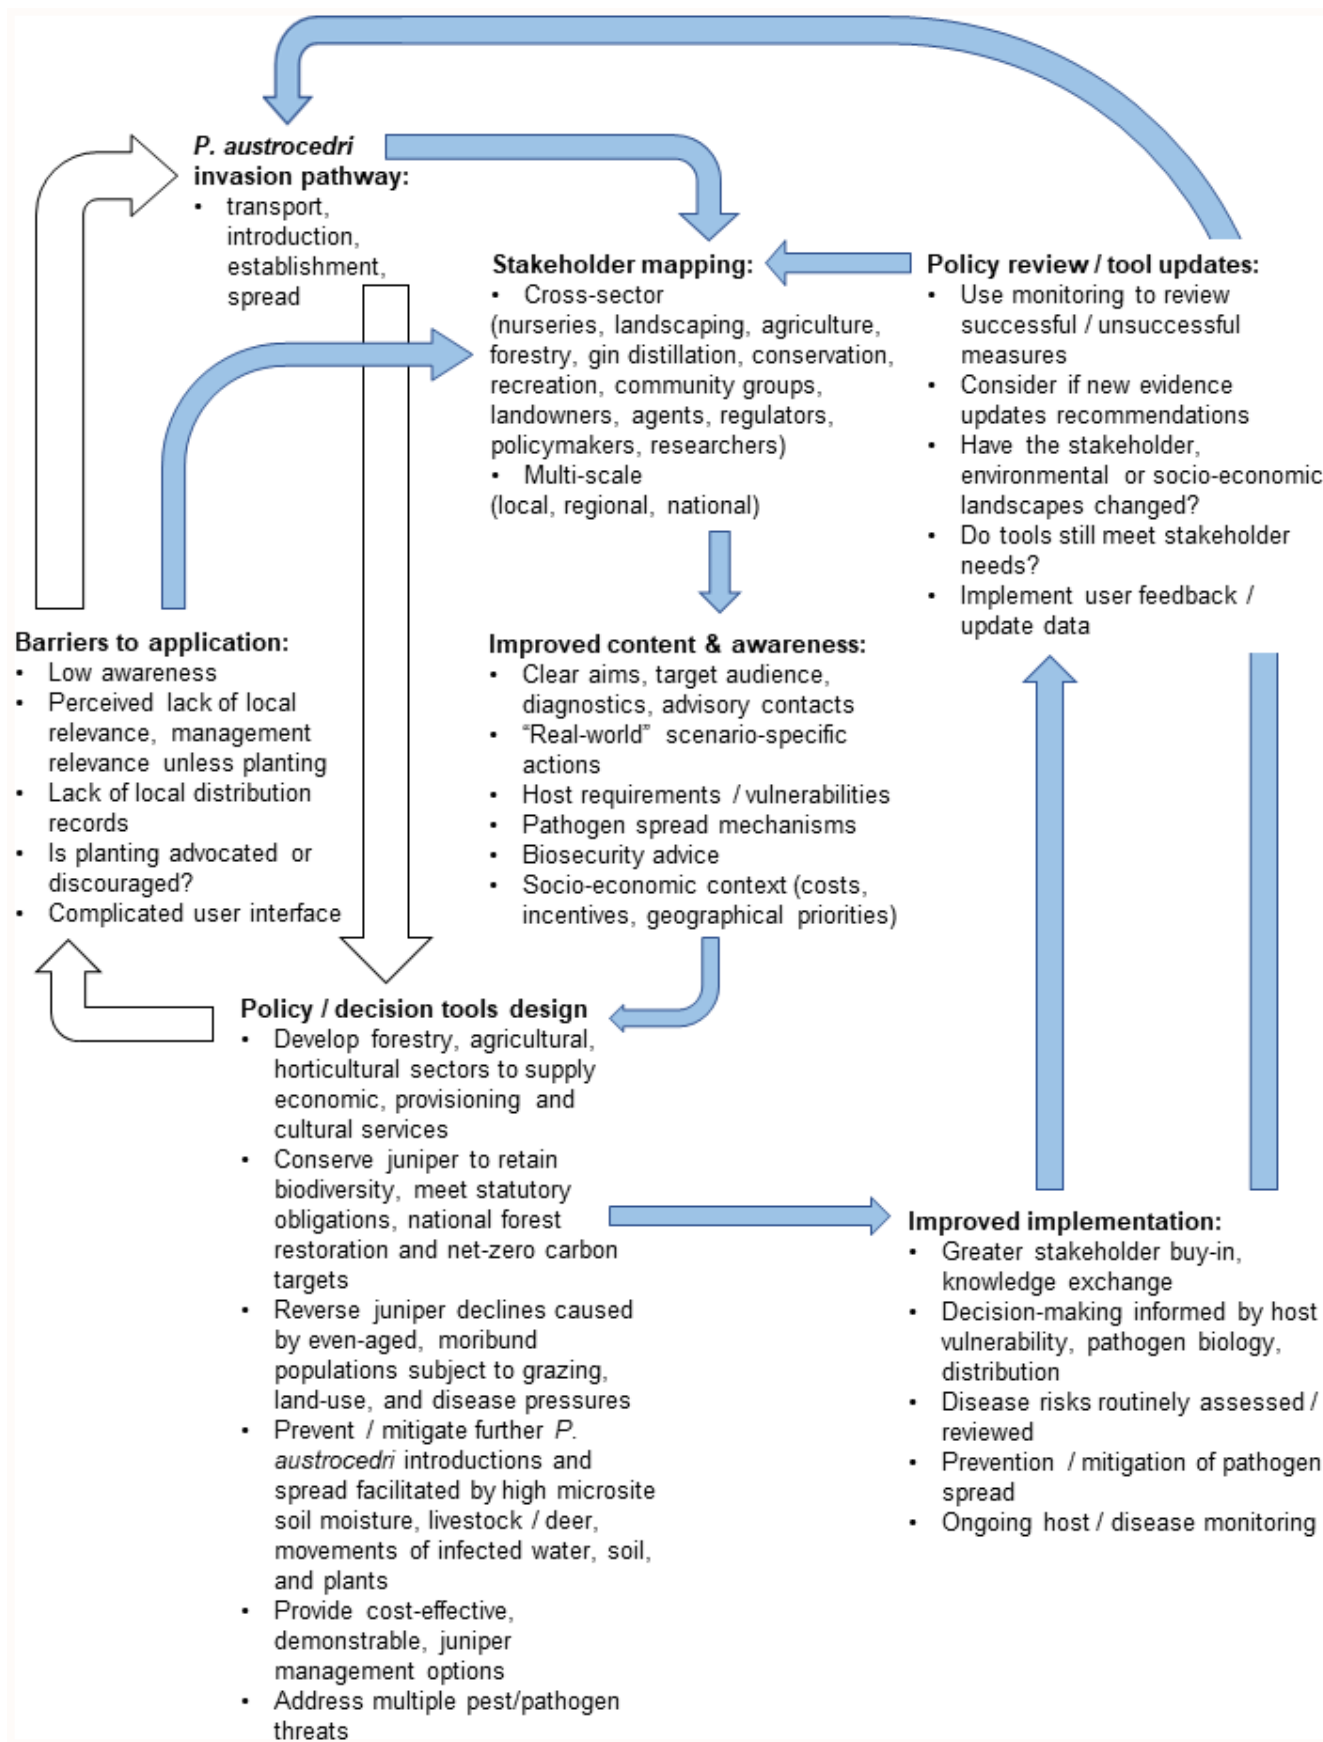 P. austrocedri
invasion pathway:
• transport,
introduction,
establishment,
spread
Stakeholder mapping:
• Cross-sector
(nurseries, landscaping, agriculture,
forestry, gin distillation, conservation,
recreation, community groups,
landowners, agents, regulators,
policymakers, researchers)
• Multi-scale
(local, regional, national)
Policy review / tool updates:
• Use monitoring to review
successful / unsuccessful
measures
• Consider if new evidence
updates recommendations
• Have the stakeholder,
environmental or socio-economic
landscapes changed?
• Do tools still meet stakeholder
needs?
• Implement user feedback /
update data
Barriers to application:
• Low awareness
• Perceived lack of local
relevance, management
relevance unless planting
• Lack of local distribution
records
• Is planting advocated or
discouraged?
• Complicated user interface
Improved content & awareness:
• Clear aims, target audience,
diagnostics, advisory contacts
• “Real-world” scenario-specific
actions
• Host requirements / vulnerabilities
• Pathogen spread mechanisms
• Biosecurity advice
• Socio-economic context (costs,
incentives, geographical priorities)
Policy / decision tools design
• Develop forestry, agricultural,
horticultural sectors to supply
economic, provisioning and
cultural services
• Conserve juniper to retain
biodiversity, meet statutory
obligations, national forest
restoration and net-zero carbon
targets
• Reverse juniper declines caused
by even-aged, moribund
populations subject to grazing,
land-use, and disease pressures
• Prevent / mitigate further P.
austrocedri introductions and
spread facilitated by high microsite
soil moisture, livestock / deer,
movements of infected water, soil,
and plants
• Provide cost-effective,
demonstrable, juniper
management options
• Address multiple pest/pathogen
threats
Improved implementation:
• Greater stakeholder buy-in,
knowledge exchange
• Decision-making informed by host
vulnerability, pathogen biology,
distribution
• Disease risks routinely assessed /
reviewed
• Prevention / mitigation of pathogen
spread
• Ongoing host / disease monitoring